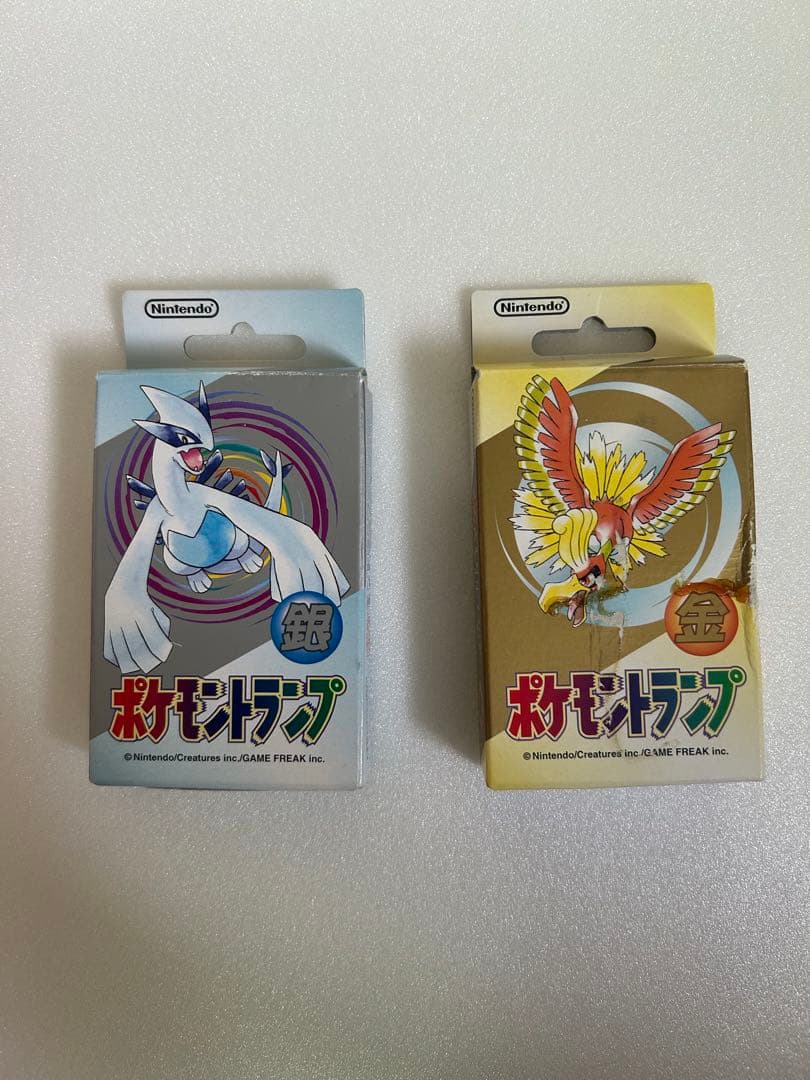 Nintendo
銀
ポケモントランプ
©Nintendo/Creatures inc./GAME FREAK inc.
Nintendo
金
ポケモントランプ
©Nintendo/Creatures inc./GAME FREAK inc.